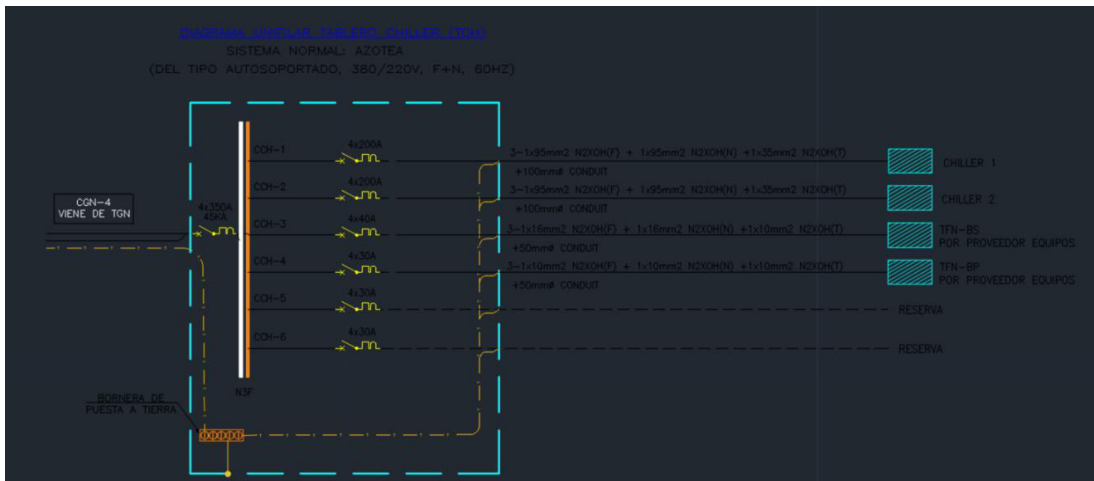 DIAGRAMA UNIFILAR TABLERO CHILLER (TCH)
SISTEMA NORMAL: AZOTEA
(DEL TIPO AUTOSOPORTADO, 380/220V, F+N, 60HZ)
CGN-4
VIENE DE TGN
4x350A
45KA
CCH-1
4x200A
3-1x95mm2 N2XOH(F) + 1x95mm2 N2XOH(N) +1x35mm2 N2XOH(T)
+100mmø CONDUIT
CHILLER 1
CCH-2
4x200A
3-1x95mm2 N2XOH(F) + 1x95mm2 N2XOH(N) +1x35mm2 N2XOH(T)
+100mmø CONDUIT
CHILLER 2
CCH-3
4x40A
3-1x16mm2 N2XOH(F) + 1x16mm2 N2XOH(N) +1x10mm2 N2XOH(T)
+50mmø CONDUIT
TFN-BS
POR PROVEEDOR EQUIPOS
CCH-4
4x30A
3-1x10mm2 N2XOH(F) + 1x10mm2 N2XOH(N) +1x10mm2 N2XOH(T)
+50mmø CONDUIT
TFN-BP
POR PROVEEDOR EQUIPOS
CCH-5
4x30A
RESERVA
CCH-6
4x30A
RESERVA
N3F
BORNERA DE
PUESTA A TIERRA